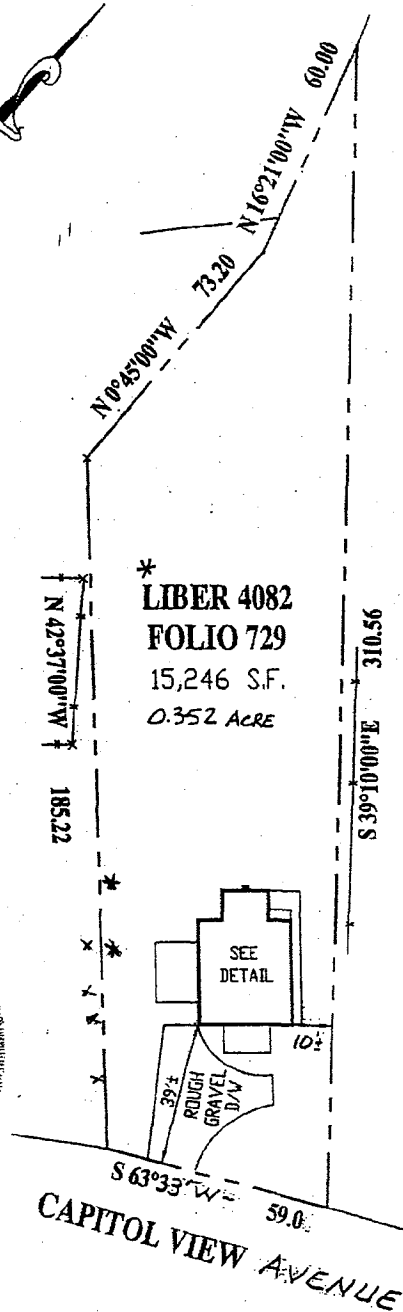 N 16°21'00"W 60.00
N 0°45'00"W 73.20
* LIBER 4082
FOLIO 729
15,246 S.F.
0.352 ACRE
N 42°37'00"W 185.22
S 39°10'00"E 310.56
SEE
DETAIL
10±
39'±
ROUGH
GRAVEL
D/W
S 63°33' W 59.0
CAPITOL VIEW AVENUE